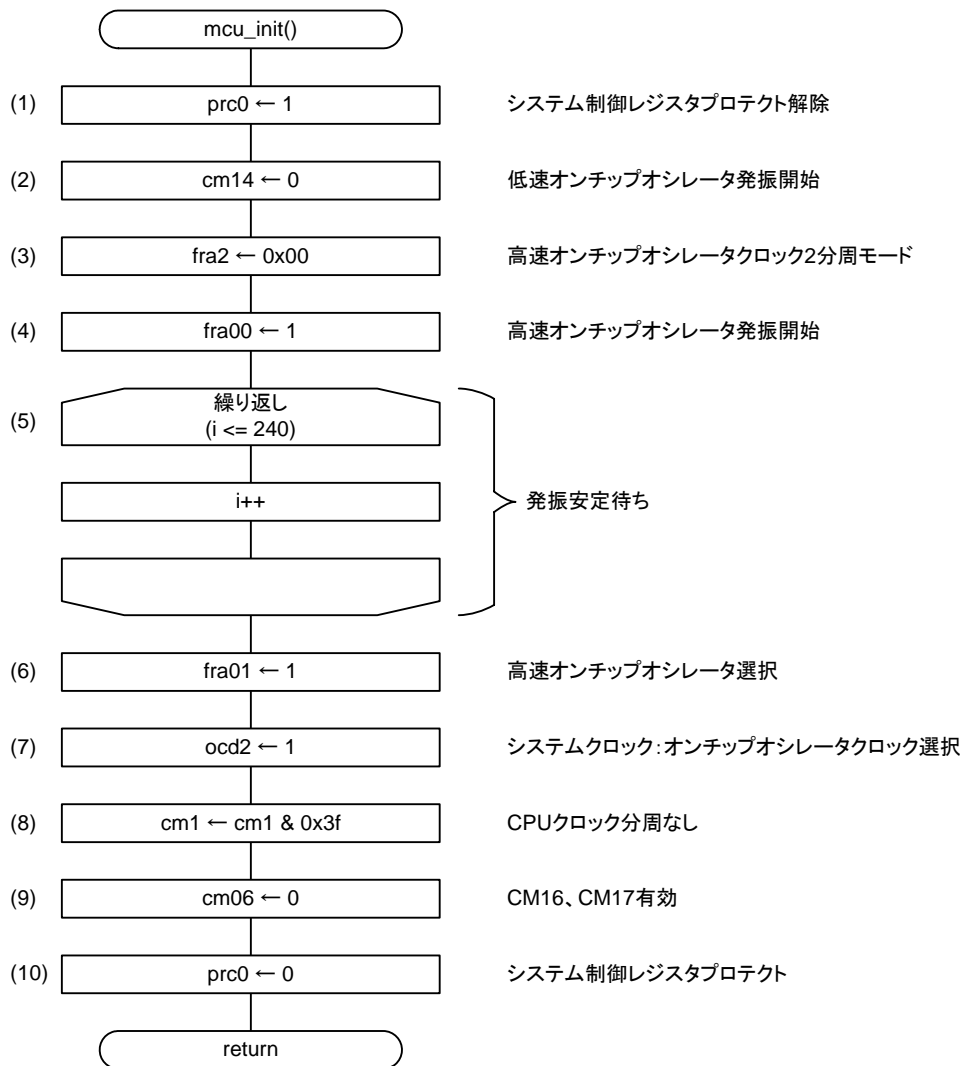 mcu_init()
(1) prc0 ← 1 システム制御レジスタプロテクト解除
(2) cm14 ← 0 低速オンチップオシレータ発振開始
(3) fra2 ← 0x00 高速オンチップオシレータクロック2分周モード
(4) fra00 ← 1 高速オンチップオシレータ発振開始
(5) 繰り返し
(i <= 240)
i++ 発振安定待ち
(6) fra01 ← 1 高速オンチップオシレータ選択
(7) ocd2 ← 1 システムクロック：オンチップオシレータクロック選択
(8) cm1 ← cm1 & 0x3f CPUクロック分周なし
(9) cm06 ← 0 CM16、CM17有効
(10) prc0 ← 0 システム制御レジスタプロテクト
return